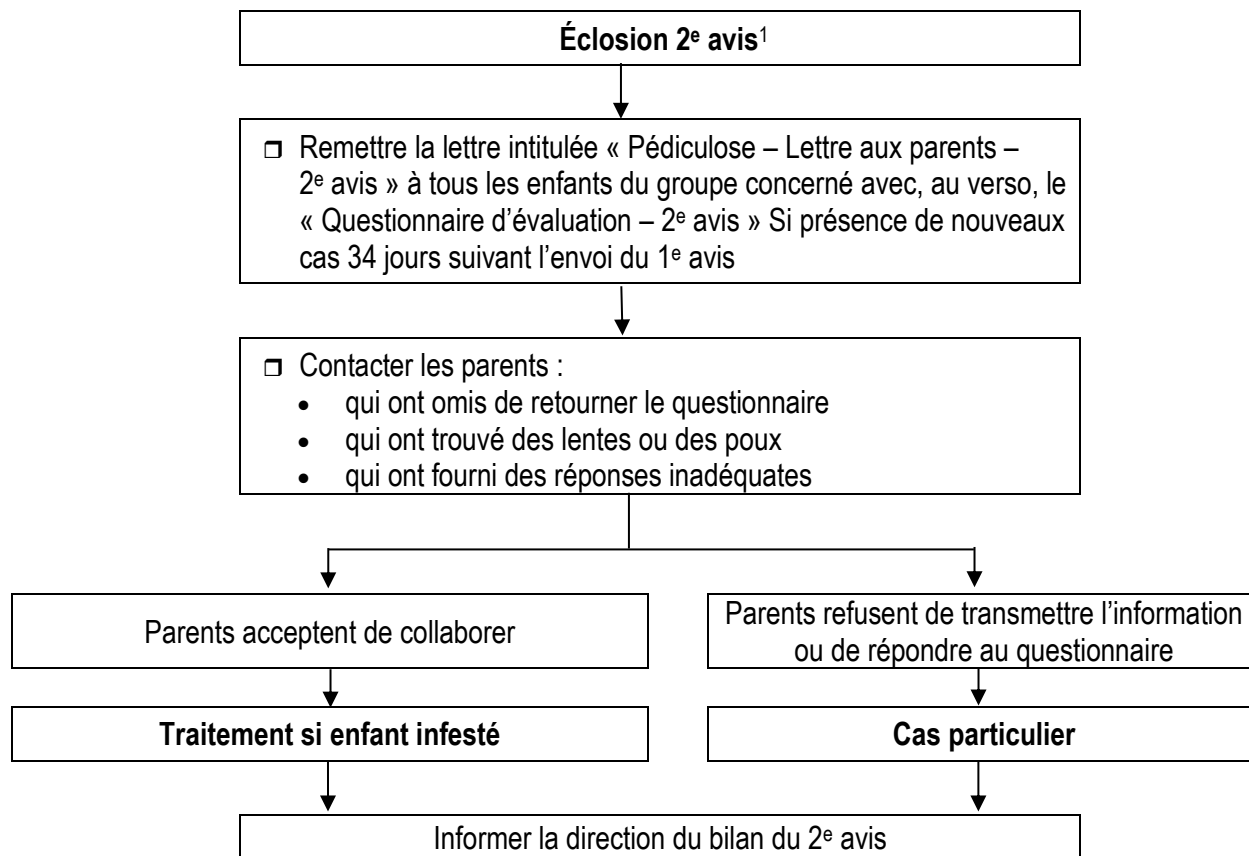 Éclosion 2e avis1
❒ Remettre la lettre intitulée « Pédiculose – Lettre aux parents –
2e avis » à tous les enfants du groupe concerné avec, au verso, le
« Questionnaire d’évaluation – 2e avis » Si présence de nouveaux
cas 34 jours suivant l’envoi du 1e avis
❒ Contacter les parents :
• qui ont omis de retourner le questionnaire
• qui ont trouvé des lentes ou des poux
• qui ont fourni des réponses inadéquates
Parents acceptent de collaborer
Parents refusent de transmettre l’information
ou de répondre au questionnaire
Traitement si enfant infesté
Cas particulier
Informer la direction du bilan du 2e avis